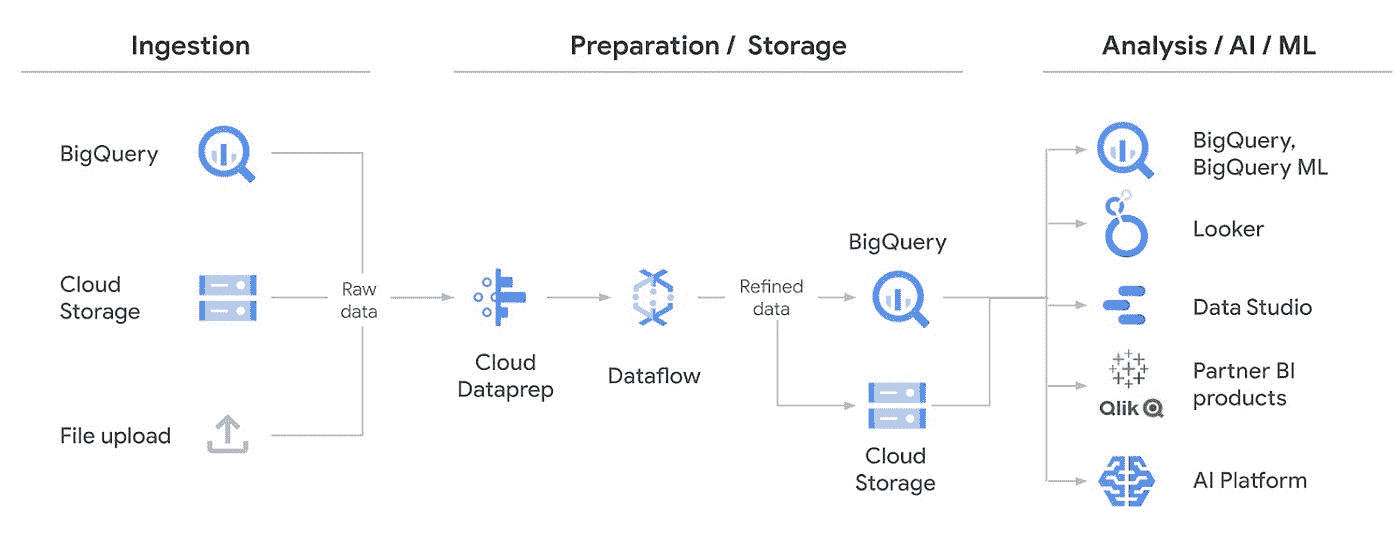 Ingestion
Preparation / Storage
Analysis / AI / ML
BigQuery
Cloud
Storage
File upload
Raw
data
Cloud
Dataprep
Dataflow
Refined
data
BigQuery
Cloud
Storage
BigQuery,
BigQuery ML
Looker
Data Studio
Qlik
Partner BI
products
AI Platform